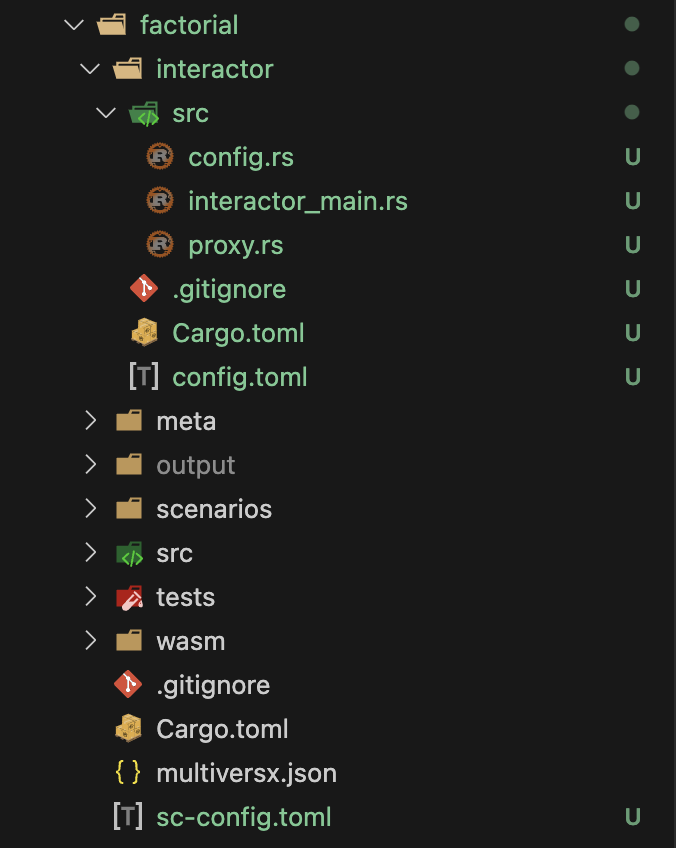 factorial
interactor
src
config.rs U
interactor_main.rs U
proxy.rs U
.gitignore U
Cargo.toml U
[T] config.toml U
meta
output
scenarios
src
tests
wasm
.gitignore
Cargo.toml
{ } multiversx.json
[T] sc-config.toml U